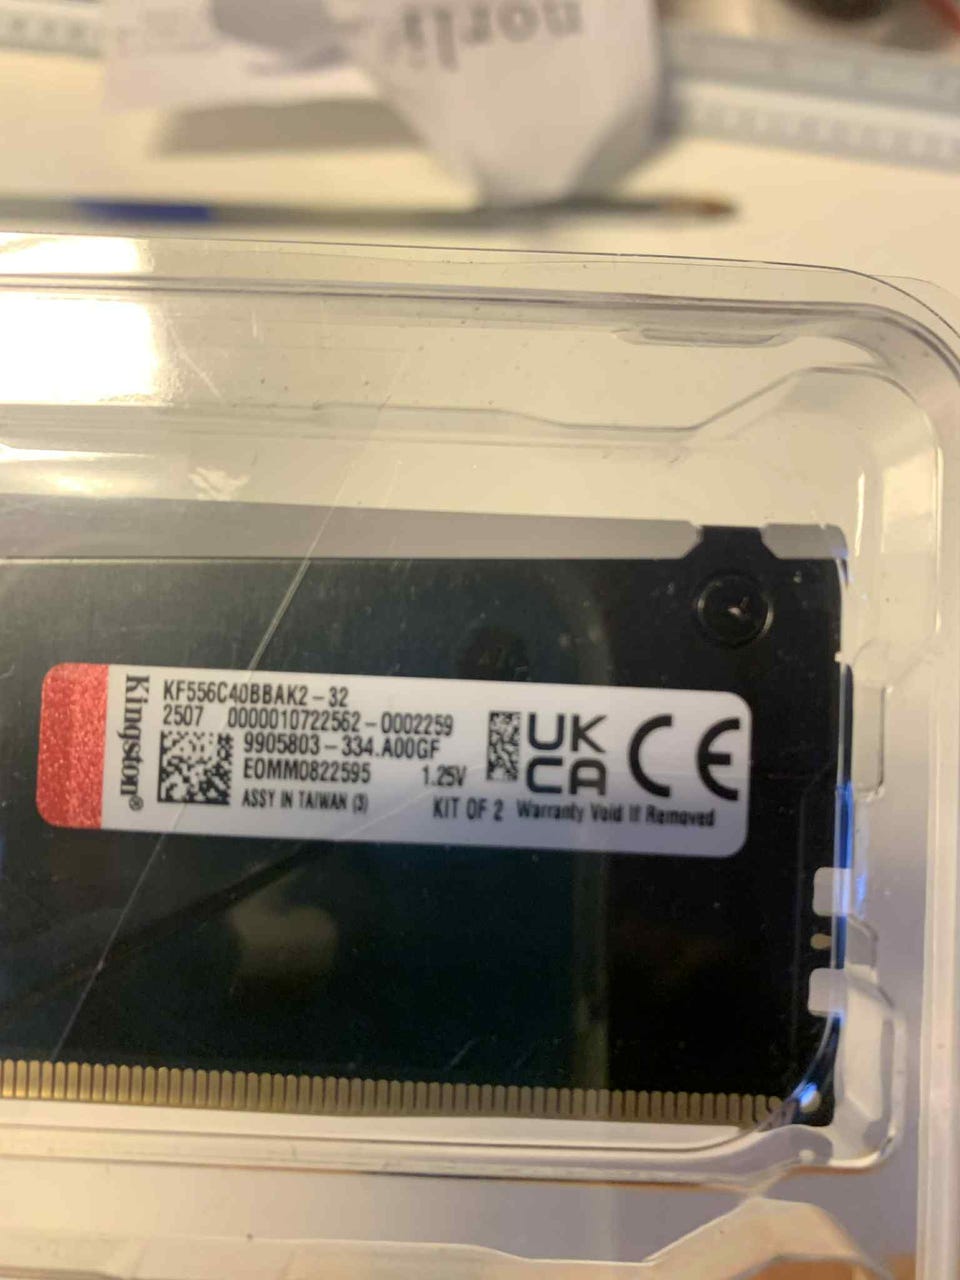 norli
Kingston®
KF556C40BBAK2-32
2507 0000010722562-0002259
9905803-334.A00GF
EOMM0822595 1.25V
ASSY IN TAIWAN (3) KIT OF 2
UK
CA
CE
Warranty Void If Removed